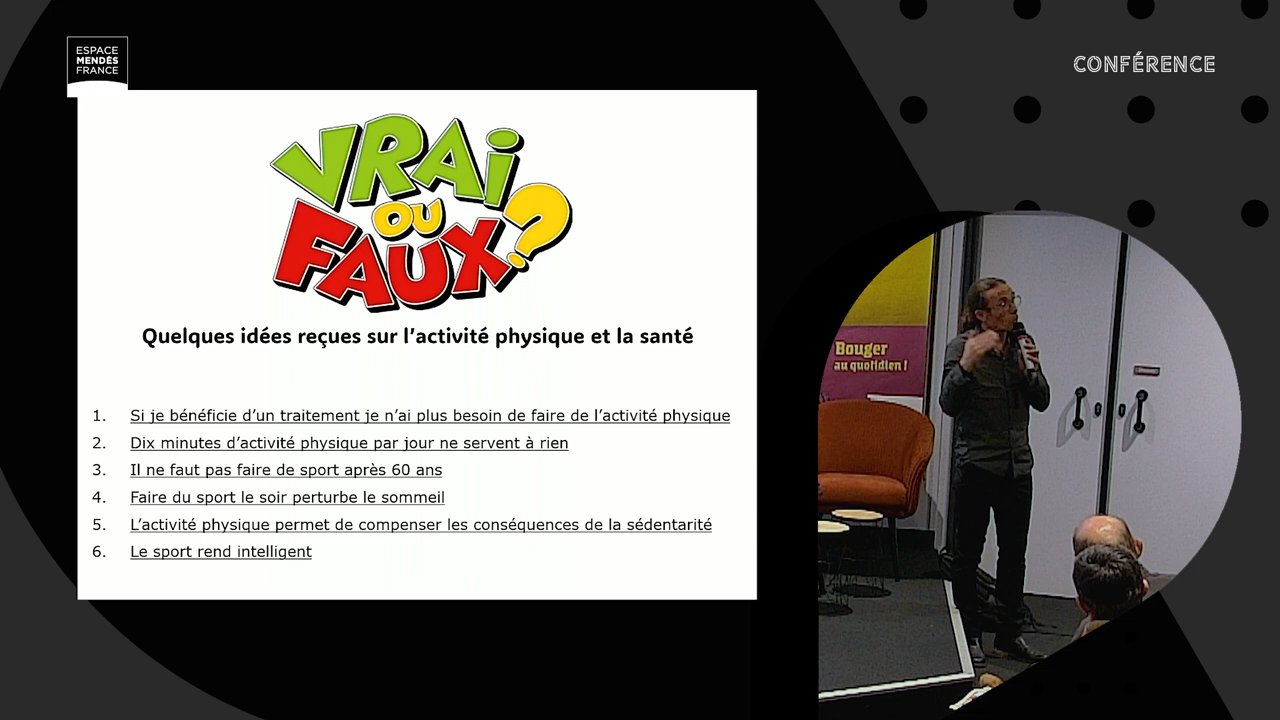 ESPACE
MENDÈS
FRANCE
CONFÉRENCE
VRAi
OU
FAUX?
Quelques idées reçues sur l'activité physique et la santé
1. Si je bénéficie d'un traitement je n'ai plus besoin de faire de l'activité physique
2. Dix minutes d'activité physique par jour ne servent à rien
3. Il ne faut pas faire de sport après 60 ans
4. Faire du sport le soir perturbe le sommeil
5. L'activité physique permet de compenser les conséquences de la sédentarité
6. Le sport rend intelligent
Bouger
au quotidien !